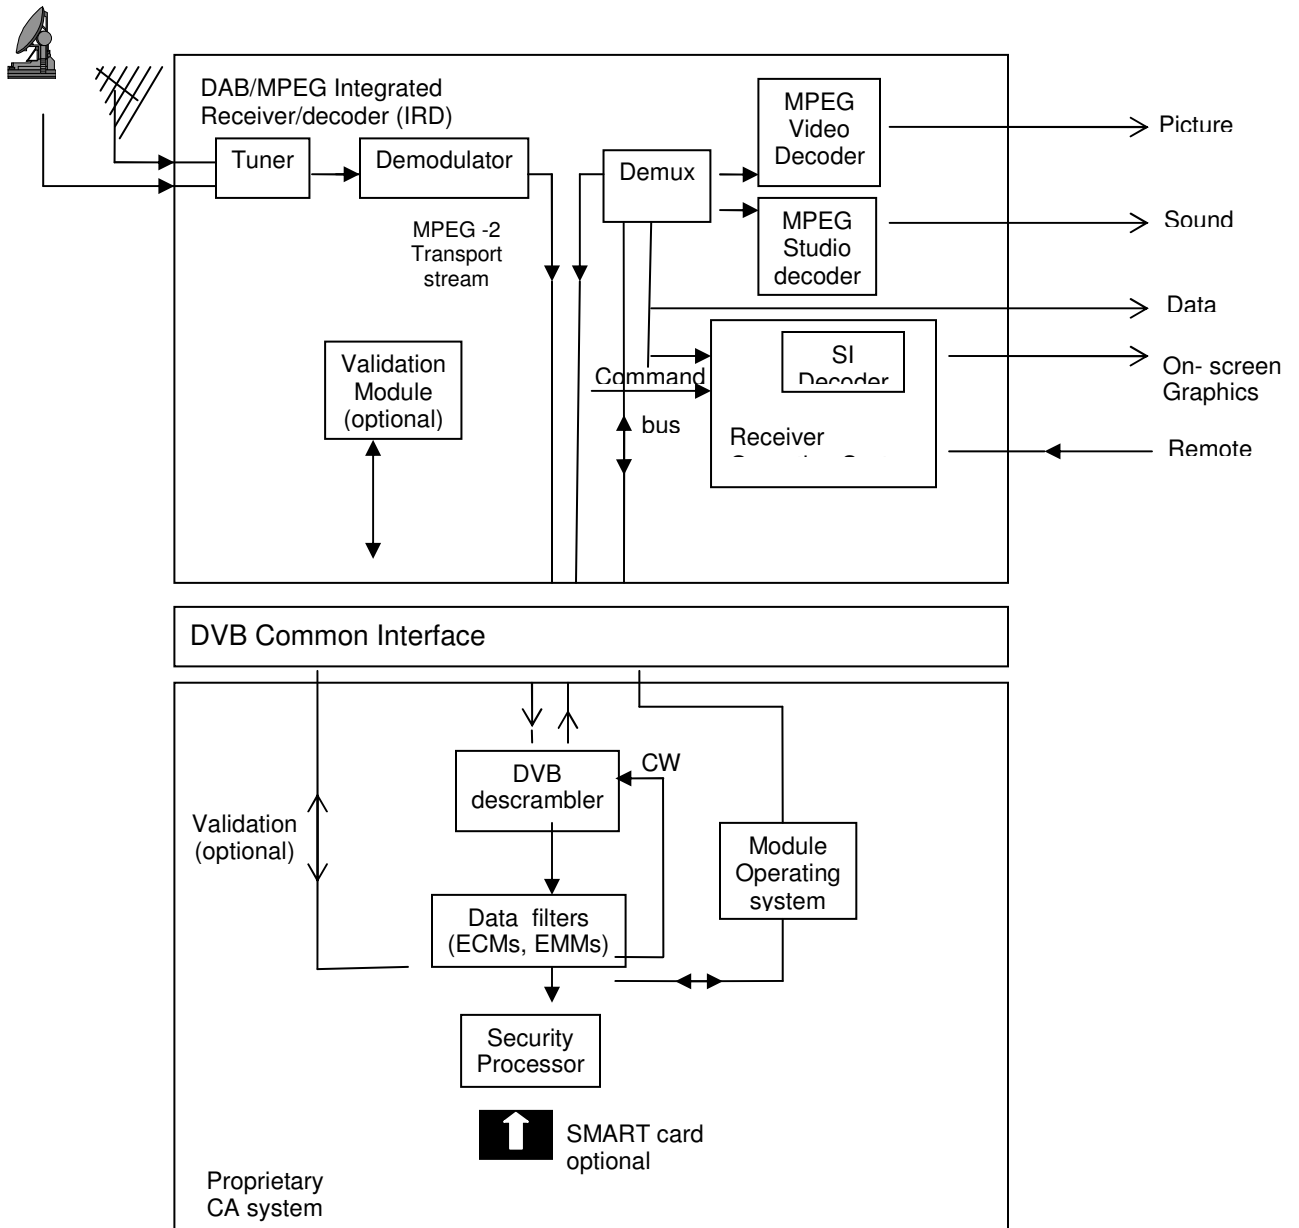 DAB/MPEG Integrated
Receiver/decoder (IRD)
Tuner
Demodulator
MPEG -2
Transport
stream
Demux
MPEG
Video
Decoder
MPEG
Studio
decoder
Picture
Sound
Data
On- screen
Graphics
Remote
SI
Decoder
Command
bus
Receiver
Validation
Module
(optional)
DVB Common Interface
DVB
descrambler
CW
Validation
(optional)
Module
Operating
system
Data filters
(ECMs, EMMs)
Security
Processor
SMART card
optional
Proprietary
CA system